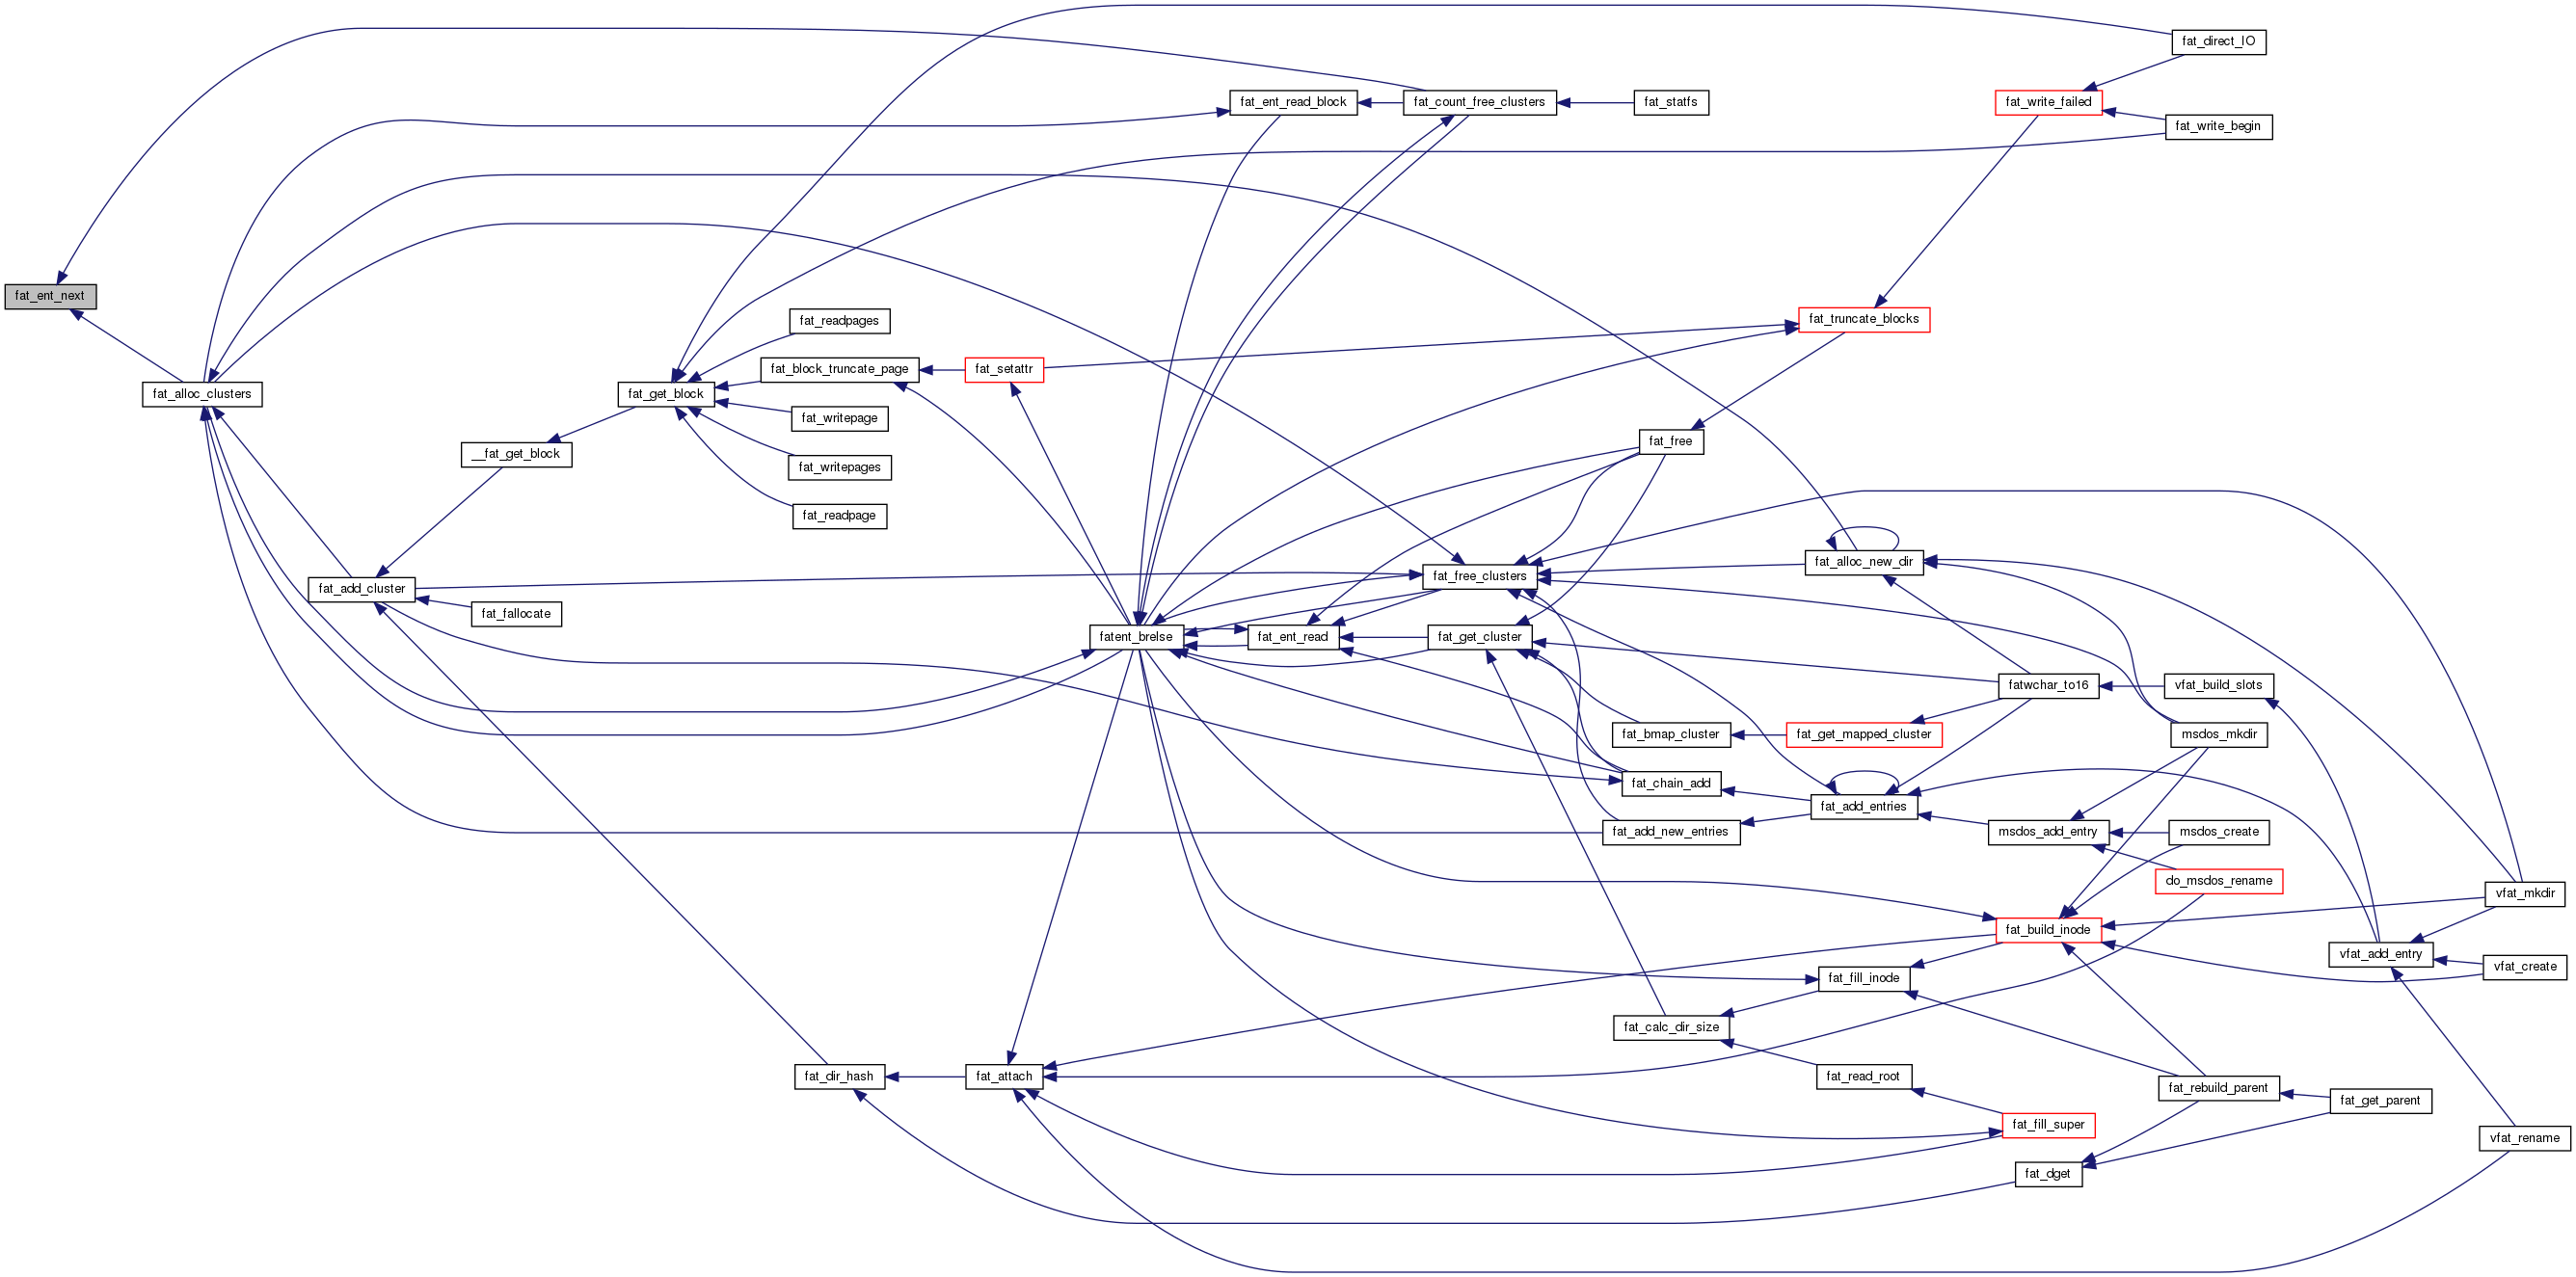 fat_direct_IO
fat_ent_read_block
fat_count_free_clusters
fat_statfs
fat_write_failed
fat_write_begin
fat_ent_next
fat_readpages
fat_truncate_blocks
fat_block_truncate_page
fat_setattr
fat_alloc_clusters
fat_get_block
fat_writepage
fat_free
__fat_get_block
fat_writepages
fat_readpage
fat_alloc_new_dir
fat_free_clusters
fat_add_cluster
fat_fallocate
fatent_brelse
fat_ent_read
fat_get_cluster
fatwchar_to16
vfat_build_slots
fat_bmap_cluster
fat_get_mapped_cluster
msdos_mkdir
fat_chain_add
fat_add_entries
fat_add_new_entries
msdos_add_entry
msdos_create
do_msdos_rename
vfat_mkdir
fat_build_inode
vfat_add_entry
vfat_create
fat_fill_inode
fat_calc_dir_size
fat_dir_hash
fat_attach
fat_read_root
fat_rebuild_parent
fat_get_parent
fat_fill_super
vfat_rename
fat_dget